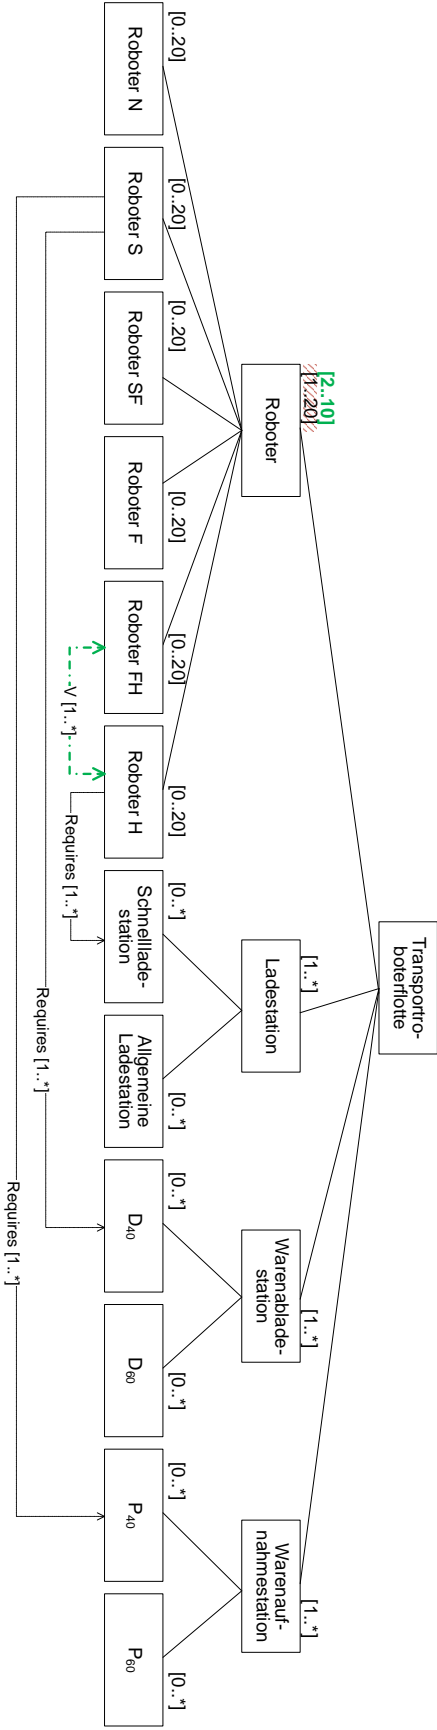 Transportro-
boterflotte
[2..10]
[1..20]
Roboter
[1..*]
Ladestation
[1..*]
Warenablade-
station
[1..*]
Warenauf-
nahmestation
[0..20]
Roboter N
[0..20]
Roboter S
[0..20]
Roboter SF
[0..20]
Roboter F
[0..20]
Roboter FH
[0..20]
Roboter H
[0..*]
Schnelllade-
station
[0..*]
Allgemeine
Ladestation
[0..*]
D40
[0..*]
D60
[0..*]
P40
[0..*]
P60
V [1..*]
Requires [1..*]
Requires [1..*]
Requires [1..*]